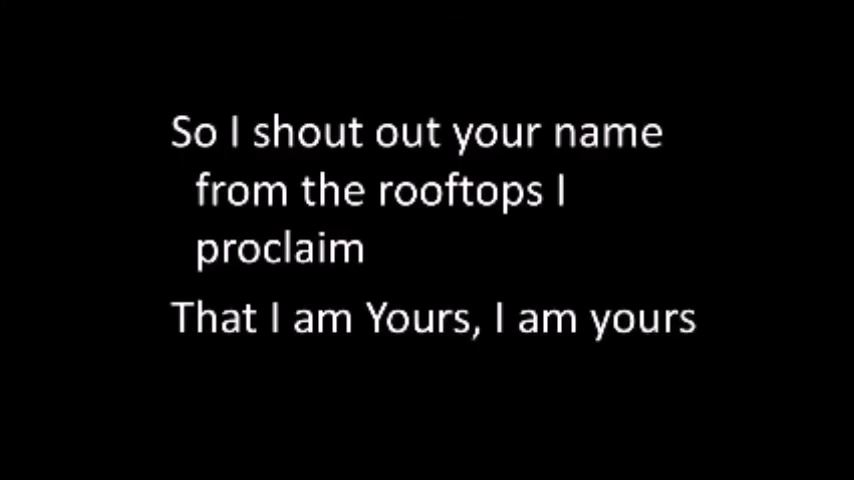 So I shout out your name
from the rooftops I
proclaim
That I am Yours, I am yours